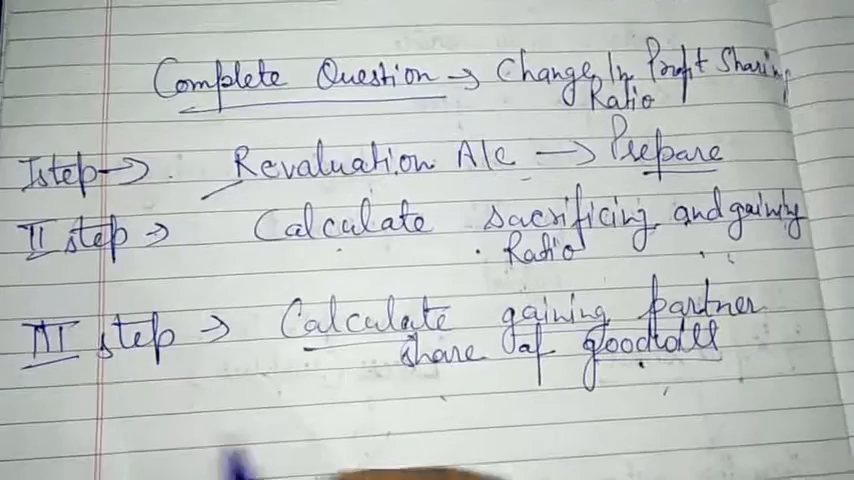 Complete Question → Change In Profit Sharing
Ratio
I step → Revaluation A/c → Prepare
II step → Calculate sacrificing and gaining
Ratio
III step → Calculate gaining partner
share of goodwill